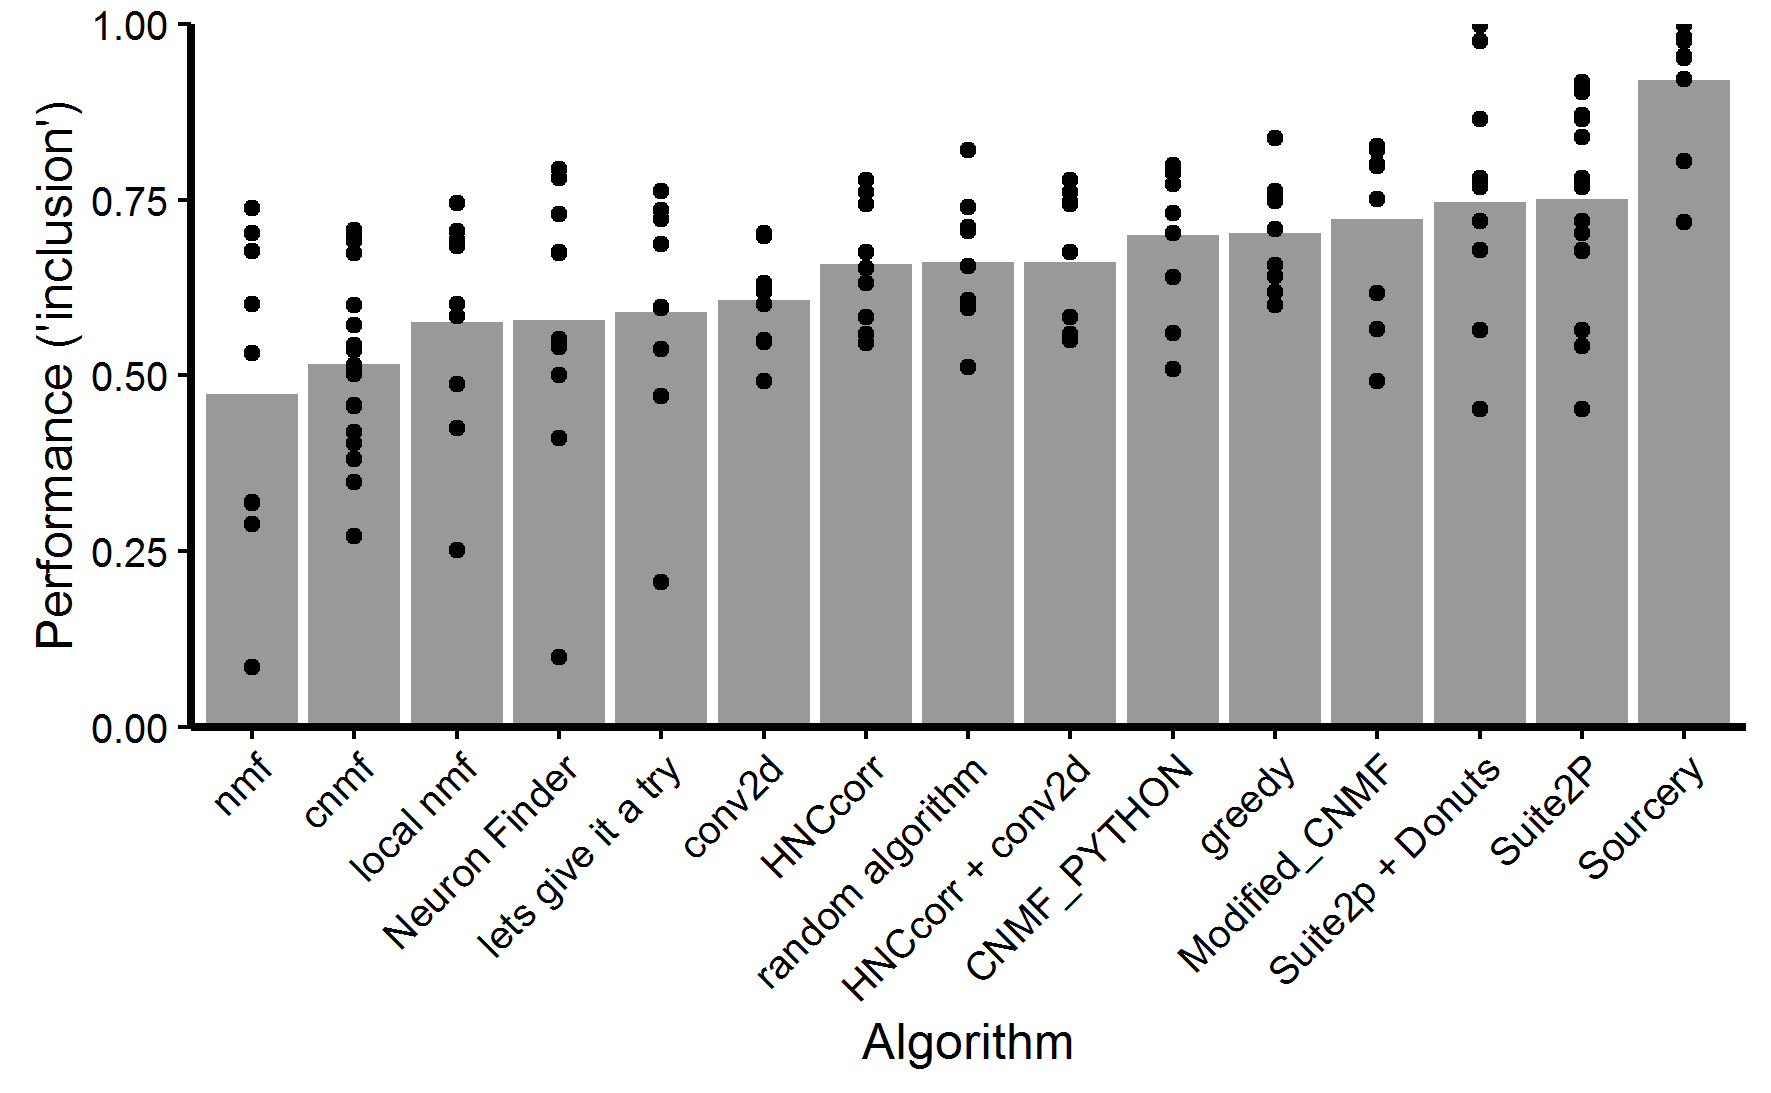 Performance ('inclusion')
1.00
0.75
0.50
0.25
0.00
nmf
cnmf
local nmf
Neuron Finder
lets give it a try
conv2d
HNCcorr
random algorithm
HNCcorr + conv2d
CNMF_PYTHON
greedy
Modified_CNMF
Suite2p + Donuts
Suite2P
Sourcery
Algorithm